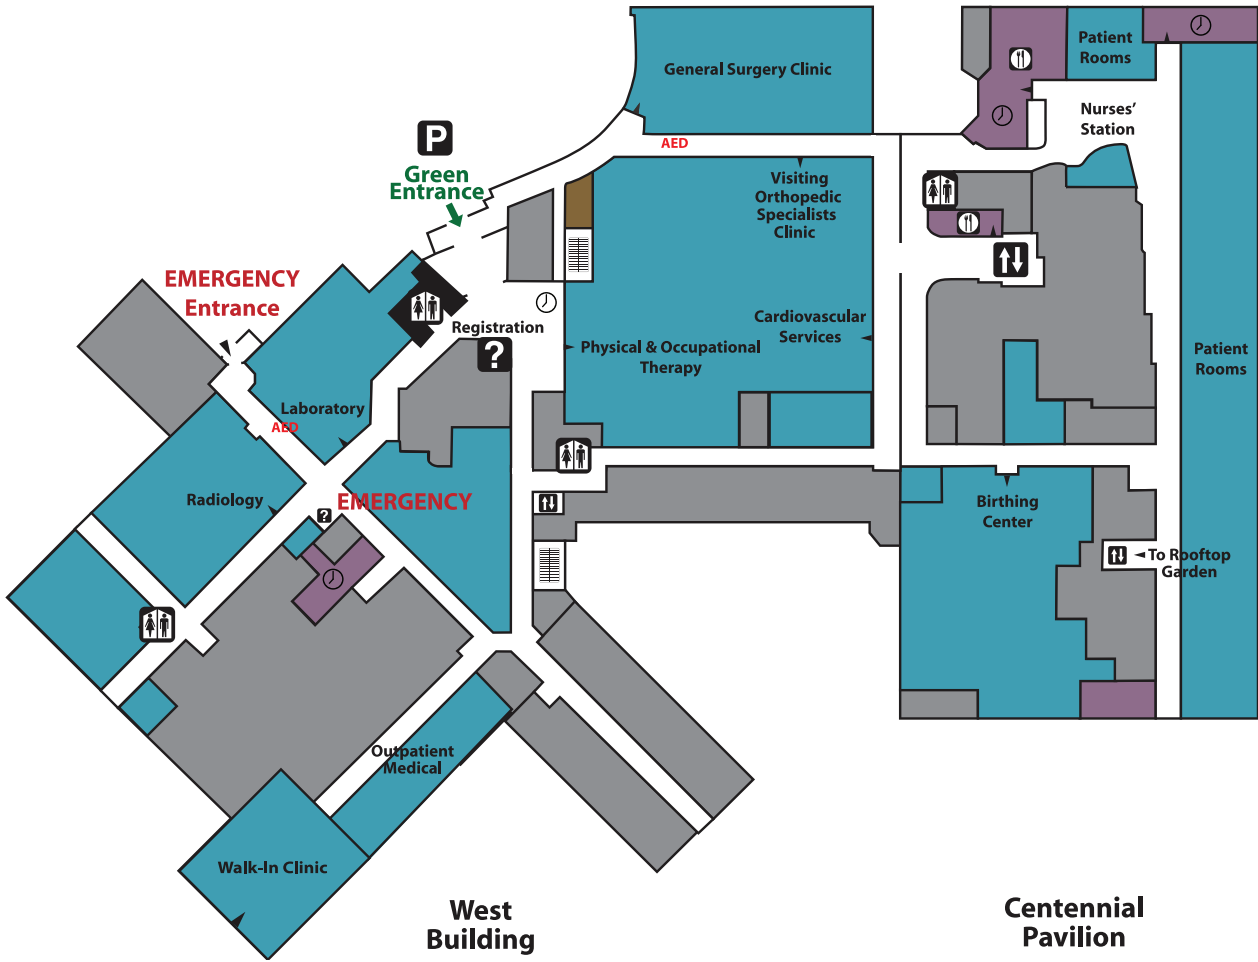 General Surgery Clinic
Patient
Rooms
Nurses'
Station
P
Green
Entrance
AED
Visiting
Orthopedic
Specialists
Clinic
EMERGENCY
Entrance
Registration
?
Cardiovascular
Services
Physical & Occupational
Therapy
Patient
Rooms
Laboratory
AED
Radiology
EMERGENCY
?
Birthing
Center
To Rooftop
Garden
Outpatient
Medical
Walk-In Clinic
West
Building
Centennial
Pavilion